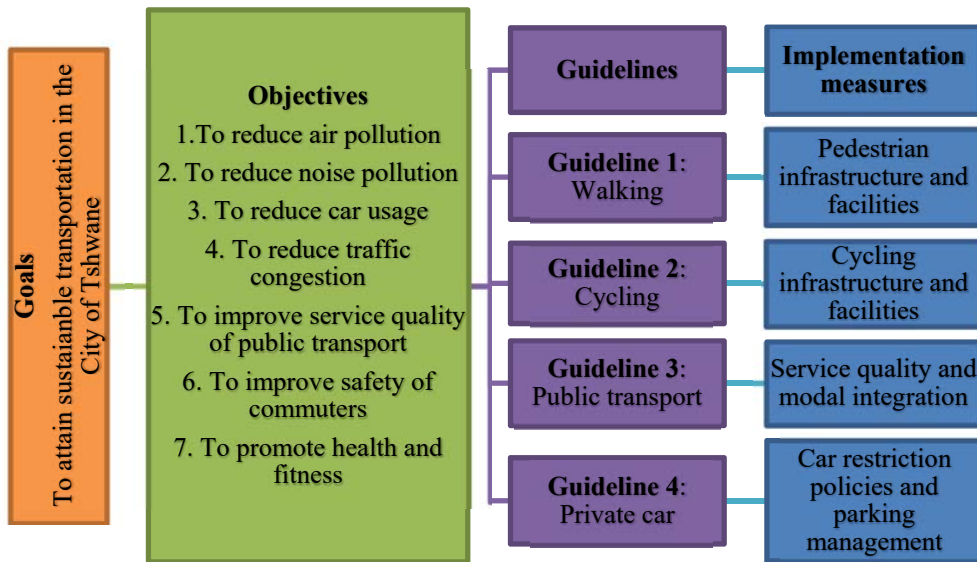 Goals
To attain sustaianble transportation in the
City of Tshwane
Objectives
1.To reduce air pollution
2. To reduce noise pollution
3. To reduce car usage
4. To reduce traffic
congestion
5. To improve service quality
of public transport
6. To improve safety of
commuters
7. To promote health and
fitness
Guidelines
Implementation
measures
Guideline 1:
Walking
Pedestrian
infrastructure and
facilities
Guideline 2:
Cycling
Cycling
infrastructure and
facilities
Guideline 3:
Public transport
Service quality and
modal integration
Guideline 4:
Private car
Car restriction
policies and
parking
management